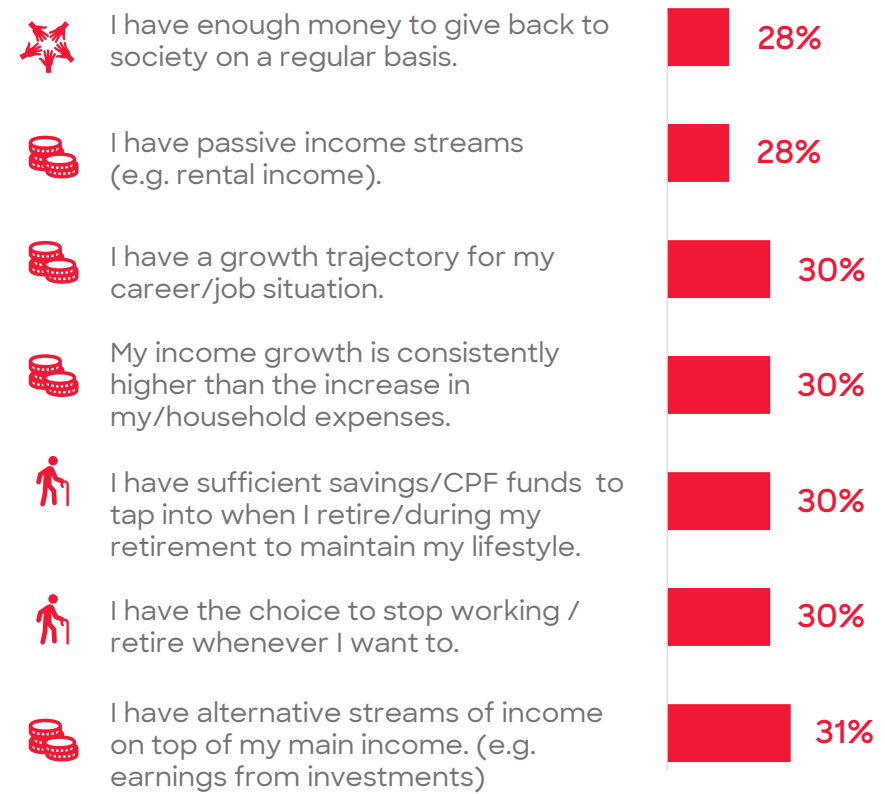 I have enough money to give back to
society on a regular basis.
28%
I have passive income streams
(e.g. rental income).
28%
I have a growth trajectory for my
career/job situation.
30%
My income growth is consistently
higher than the increase in
my/household expenses.
30%
I have sufficient savings/CPF funds  to
tap into when I retire/during my
retirement to maintain my lifestyle.
30%
I have the choice to stop working /
retire whenever I want to.
30%
I have alternative streams of income
on top of my main income. (e.g.
earnings from investments)
31%